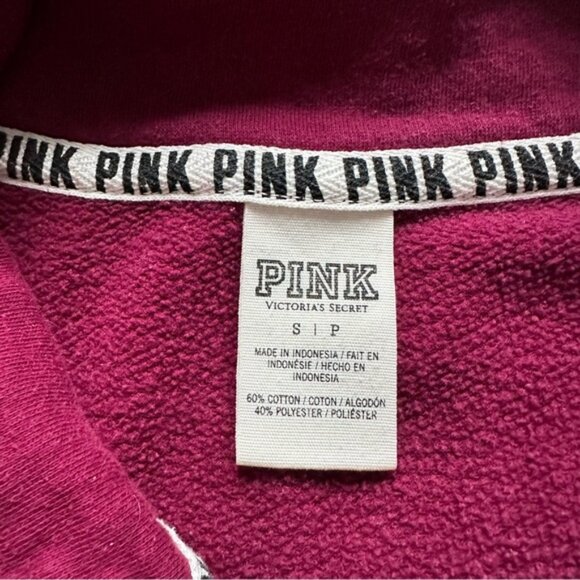 PINK PINK PINK PINK PINK PINK
PINK
VICTORIA'S SECRET
S | P
MADE IN INDONESIA / FAIT EN
INDONÉSIE / HECHO EN
INDONESIA
60% COTTON / COTON / ALGODÓN
40% POLYESTER / POLIÉSTER